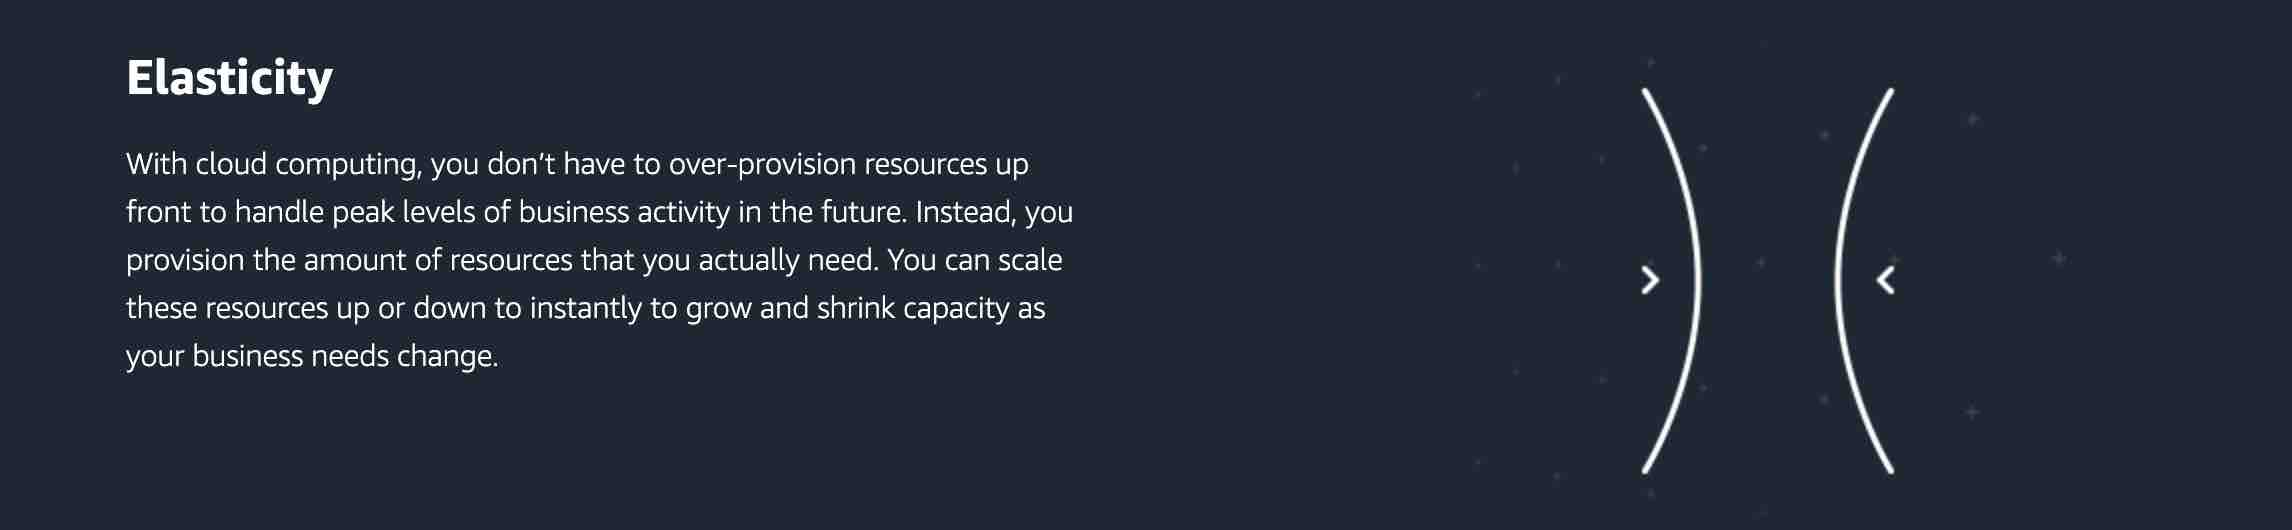 Elasticity
With cloud computing, you don’t have to over-provision resources up
front to handle peak levels of business activity in the future. Instead, you
provision the amount of resources that you actually need. You can scale
these resources up or down to instantly to grow and shrink capacity as
your business needs change.